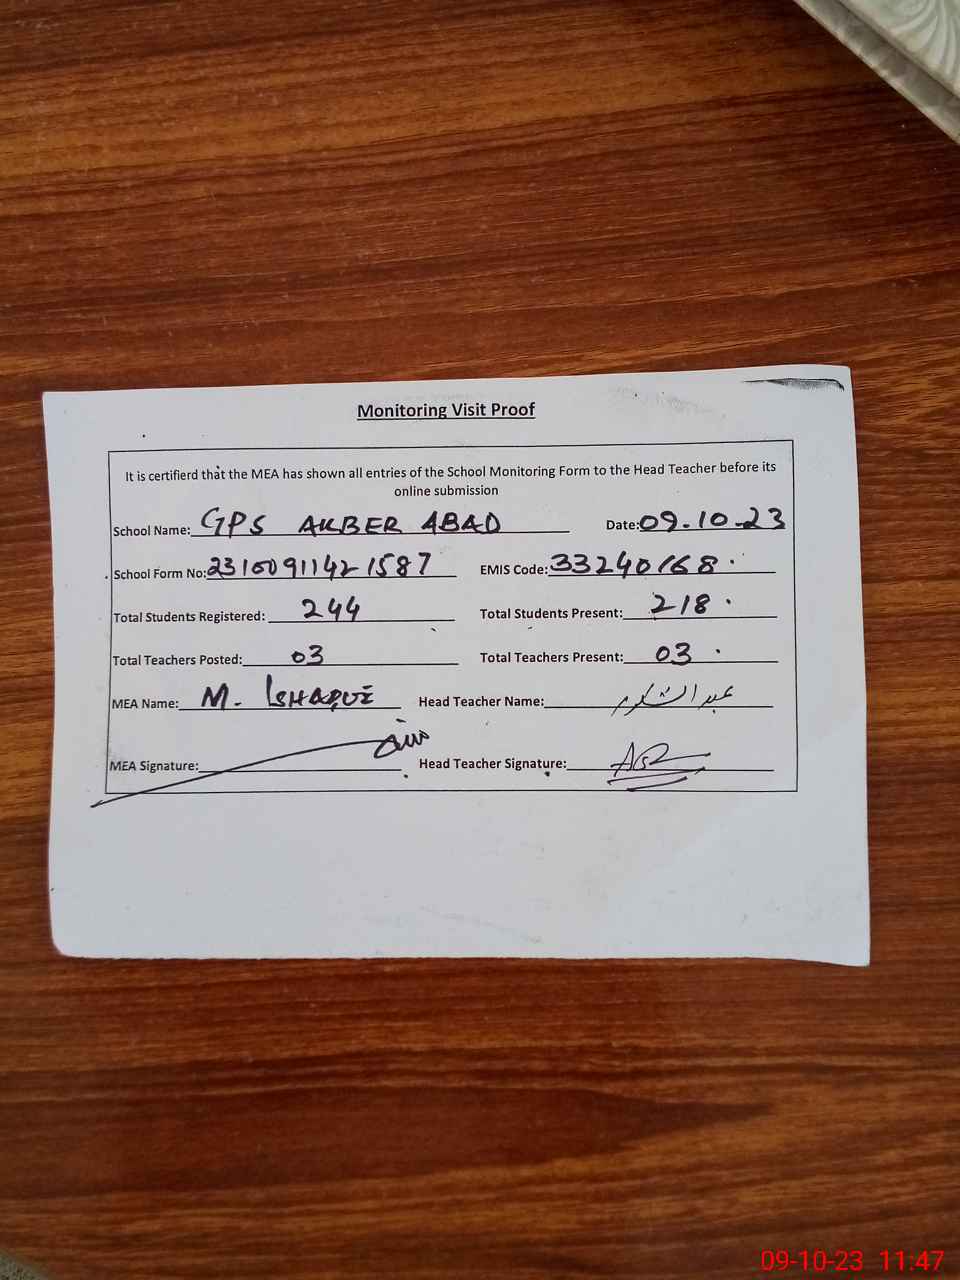 Monitoring Visit Proof
It is certifierd that the MEA has shown all entries of the School Monitoring Form to the Head Teacher before its
online submission
School Name: GPS AKBER ABAD Date: 09.10.23
School Form No: 23100911421587 EMIS Code: 33240168.
Total Students Registered: 244 Total Students Present: 218.
Total Teachers Posted: 03 Total Teachers Present: 03.
MEA Name: M. ISHAQUE Head Teacher Name: عبدالشکور
MEA Signature: Head Teacher Signature:
09-10-23 11:47